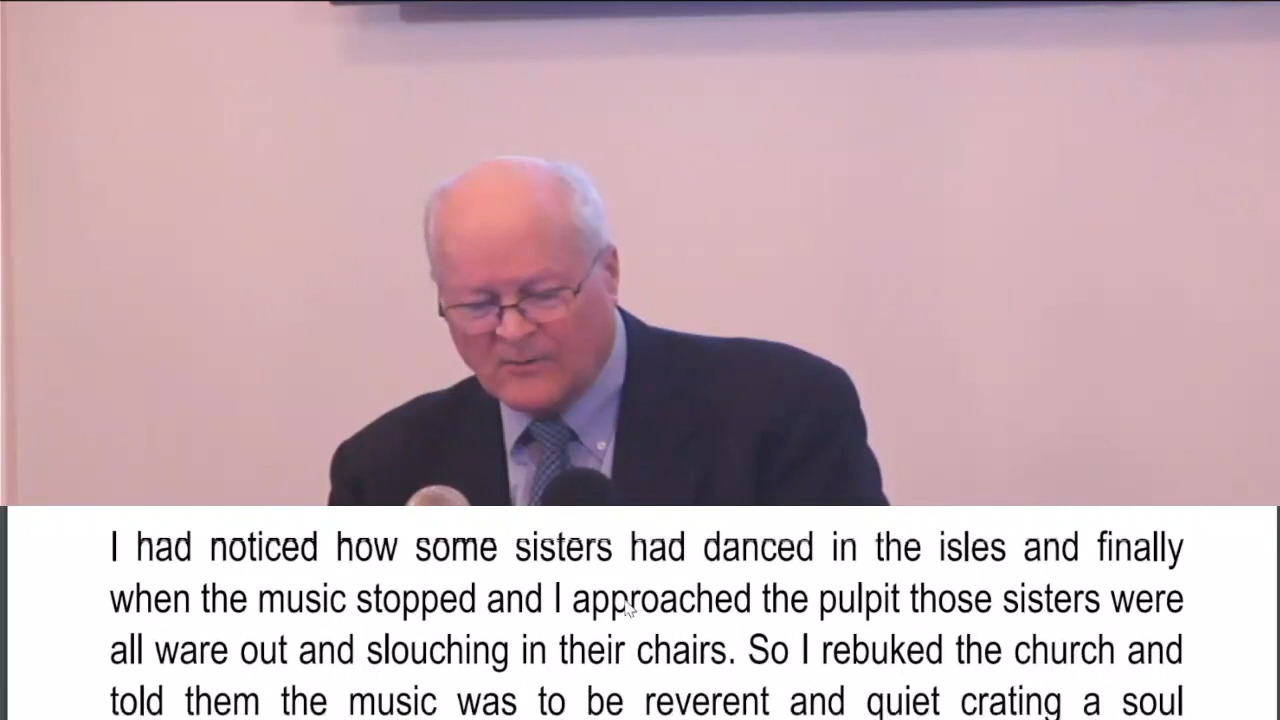 I had noticed how some sisters had danced in the isles and finally
when the music stopped and I approached the pulpit those sisters were
all ware out and slouching in their chairs. So I rebuked the church and
told them the music was to be reverent and quiet crating a soul